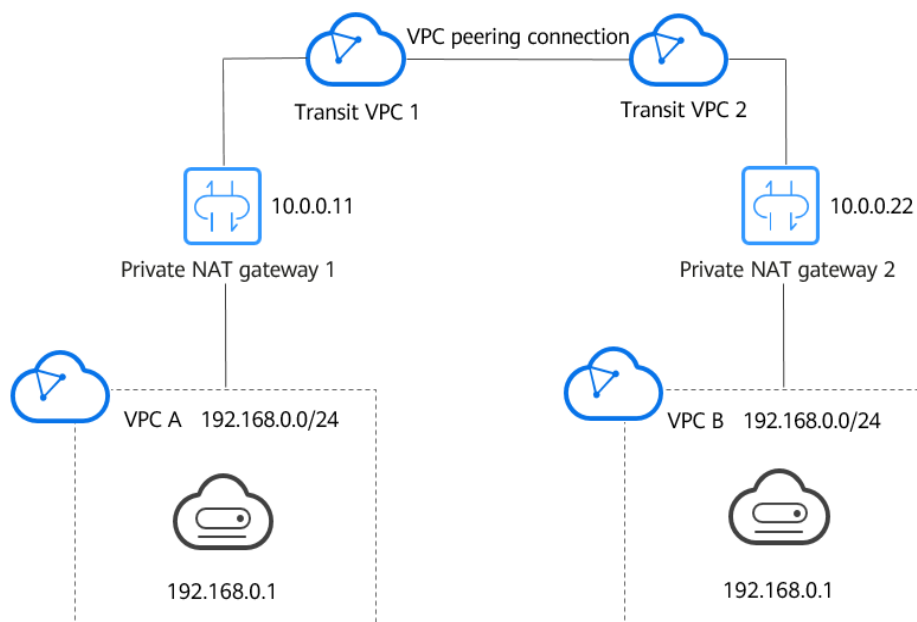 VPC peering connection
Transit VPC 1
Transit VPC 2
10.0.0.11
10.0.0.22
Private NAT gateway 1
Private NAT gateway 2
VPC A 192.168.0.0/24
VPC B 192.168.0.0/24
192.168.0.1
192.168.0.1